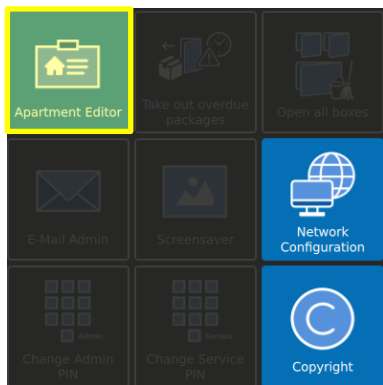 Apartment Editor
Take out overdue
packages
Open all boxes
E-Mail Admin
Screensaver
Network
Configuration
Admin
Service
Change Admin
PIN
Change Service
PIN
C
Copyright